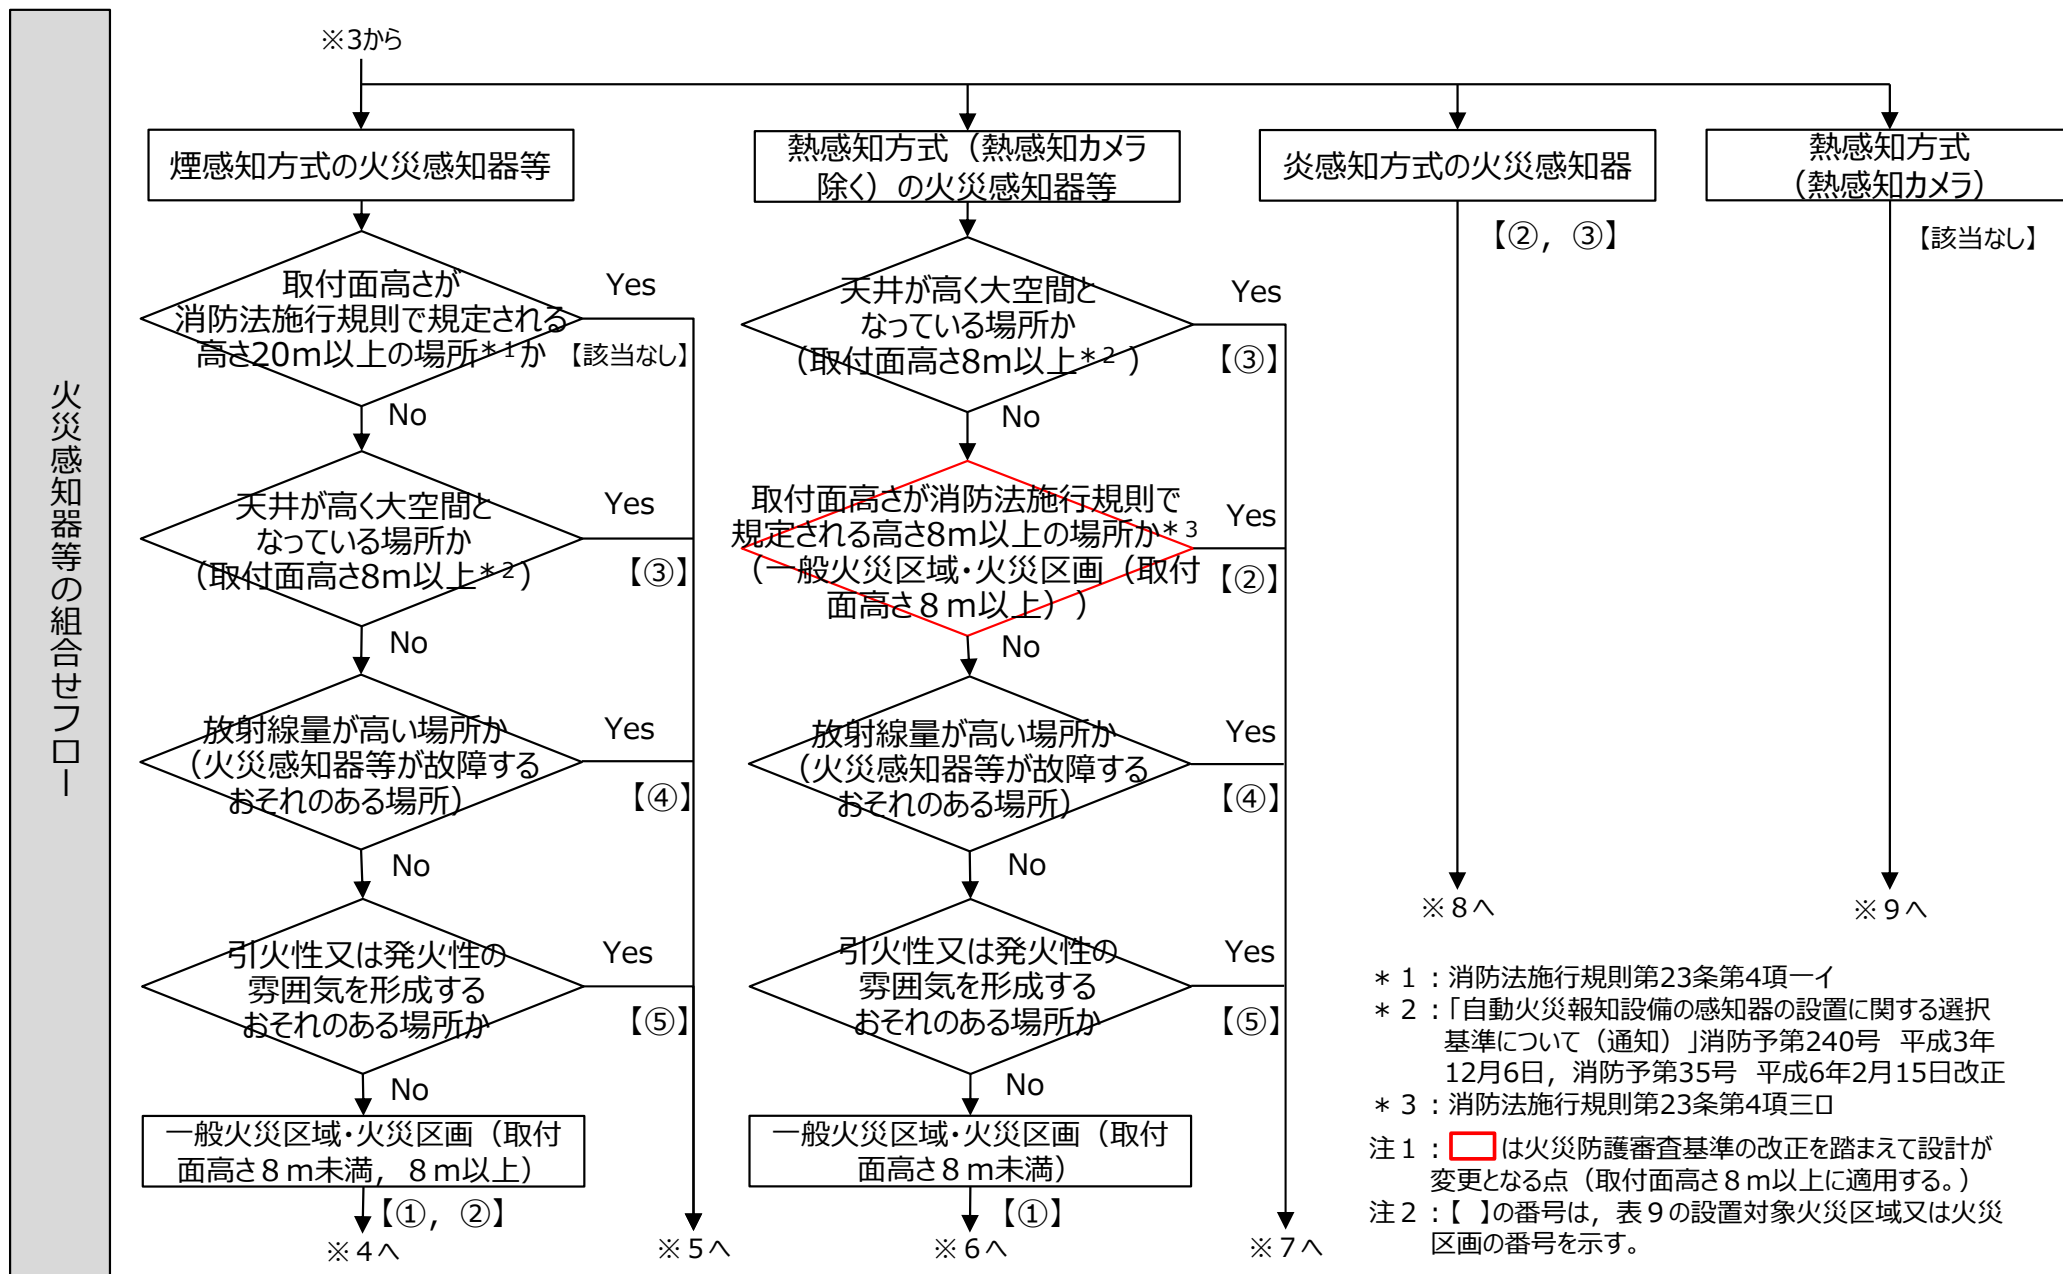 火災感知器等の組合せフロー
※3から
煙感知方式の火災感知器等
取付面高さが
消防法施行規則で規定される
高さ20m以上の場所＊1か
Yes
【該当なし】
No
天井が高く大空間と
なっている場所か
（取付面高さ8m以上＊2）
Yes
【③】
No
放射線量が高い場所か
（火災感知器等が故障する
おそれのある場所）
Yes
【④】
No
引火性又は発火性の
雰囲気を形成する
おそれのある場所か
Yes
【⑤】
No
一般火災区域・火災区画（取付
面高さ８ｍ未満，８ｍ以上）
【①，②】
※４へ
※５へ
熱感知方式（熱感知カメラ
除く）の火災感知器等
天井が高く大空間と
なっている場所か
（取付面高さ8m以上＊2 ）
Yes
【③】
No
取付面高さが消防法施行規則で
規定される高さ8m以上の場所か＊3
（一般火災区域・火災区画（取付
面高さ８ｍ以上））
Yes
【②】
No
放射線量が高い場所か
（火災感知器等が故障する
おそれのある場所）
Yes
【④】
No
引火性又は発火性の
雰囲気を形成する
おそれのある場所か
Yes
【⑤】
No
一般火災区域・火災区画（取付
面高さ８ｍ未満）
【①】
※６へ
※７へ
炎感知方式の火災感知器
【②，③】
※８へ
熱感知方式
（熱感知カメラ）
【該当なし】
※９へ
＊１：消防法施行規則第23条第4項一イ
＊２：「自動火災報知設備の感知器の設置に関する選択
基準について（通知）」消防予第240号 平成3年
12月6日，消防予第35号 平成6年2月15日改正
＊３：消防法施行規則第23条第4項三ロ
注１： は火災防護審査基準の改正を踏まえて設計が
変更となる点（取付面高さ８ｍ以上に適用する。）
注２：【 】の番号は，表９の設置対象火災区域又は火災
区画の番号を示す。